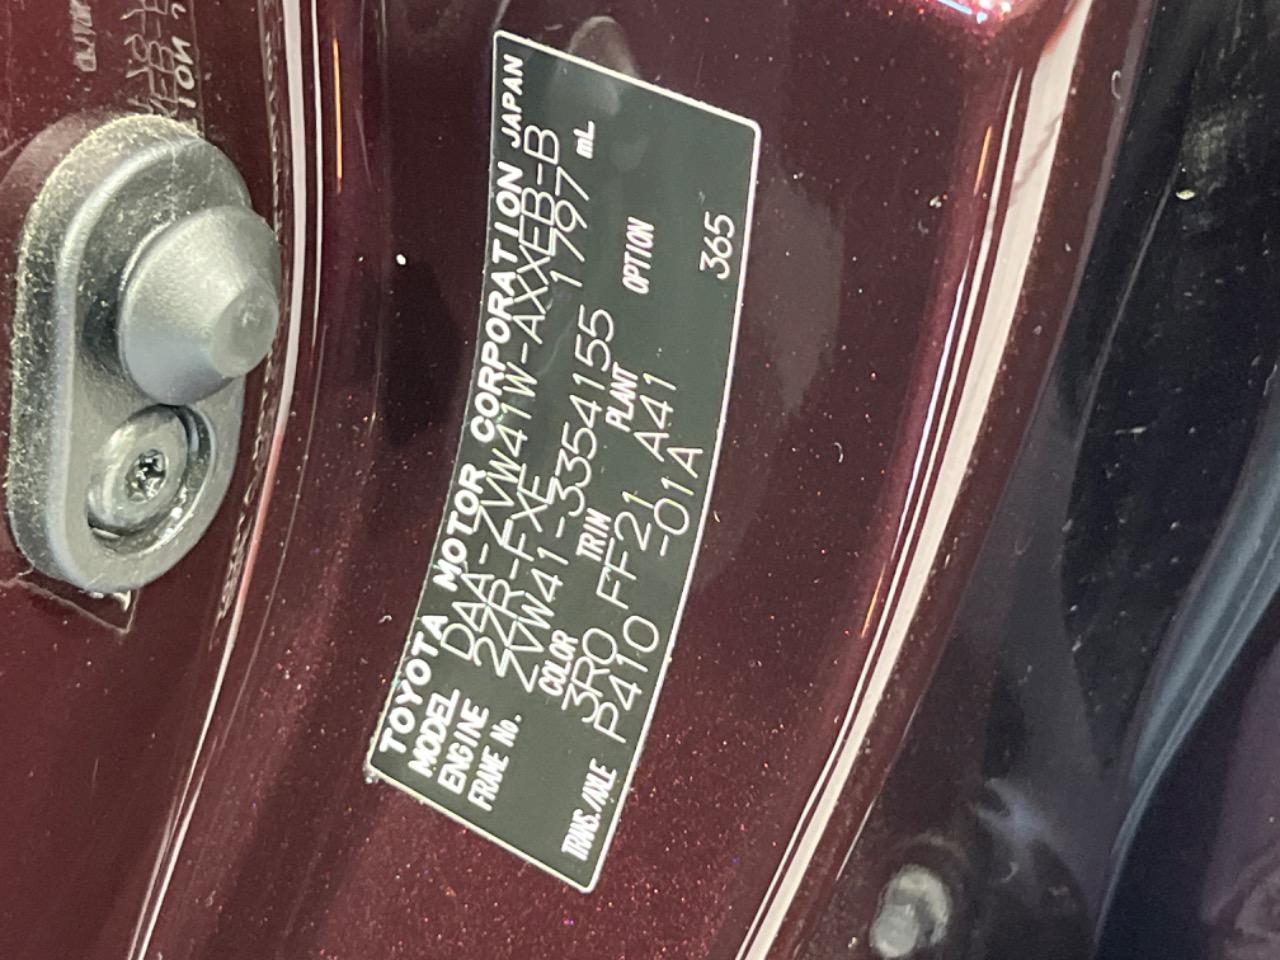 TOYOTA MOTOR CORPORATION JAPAN
MODEL DAA-ZVW41W-AXXEB-B
ENGINE 2ZR-FXE 1797 mL
FRAME No. ZVW41-3354155
COLOR TRIM PLANT OPTION
3R0 FF21 A41
TRANS./AXLE P410 -01A 365